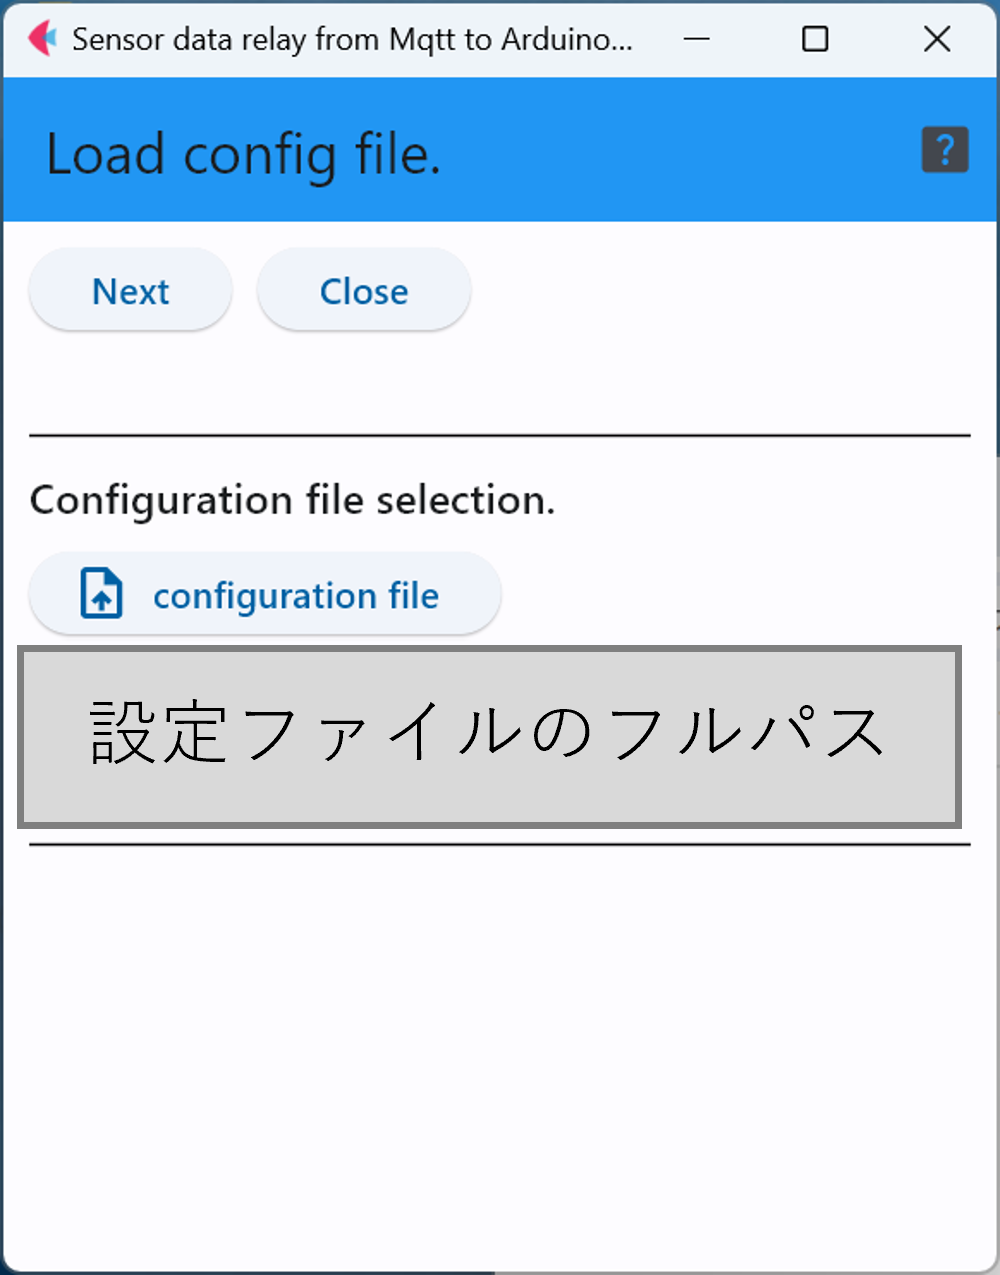 Sensor data relay from Mqtt to Arduino...
Load config file.
?
Next
Close
Configuration file selection.
configuration file
設定ファイルのフルパス